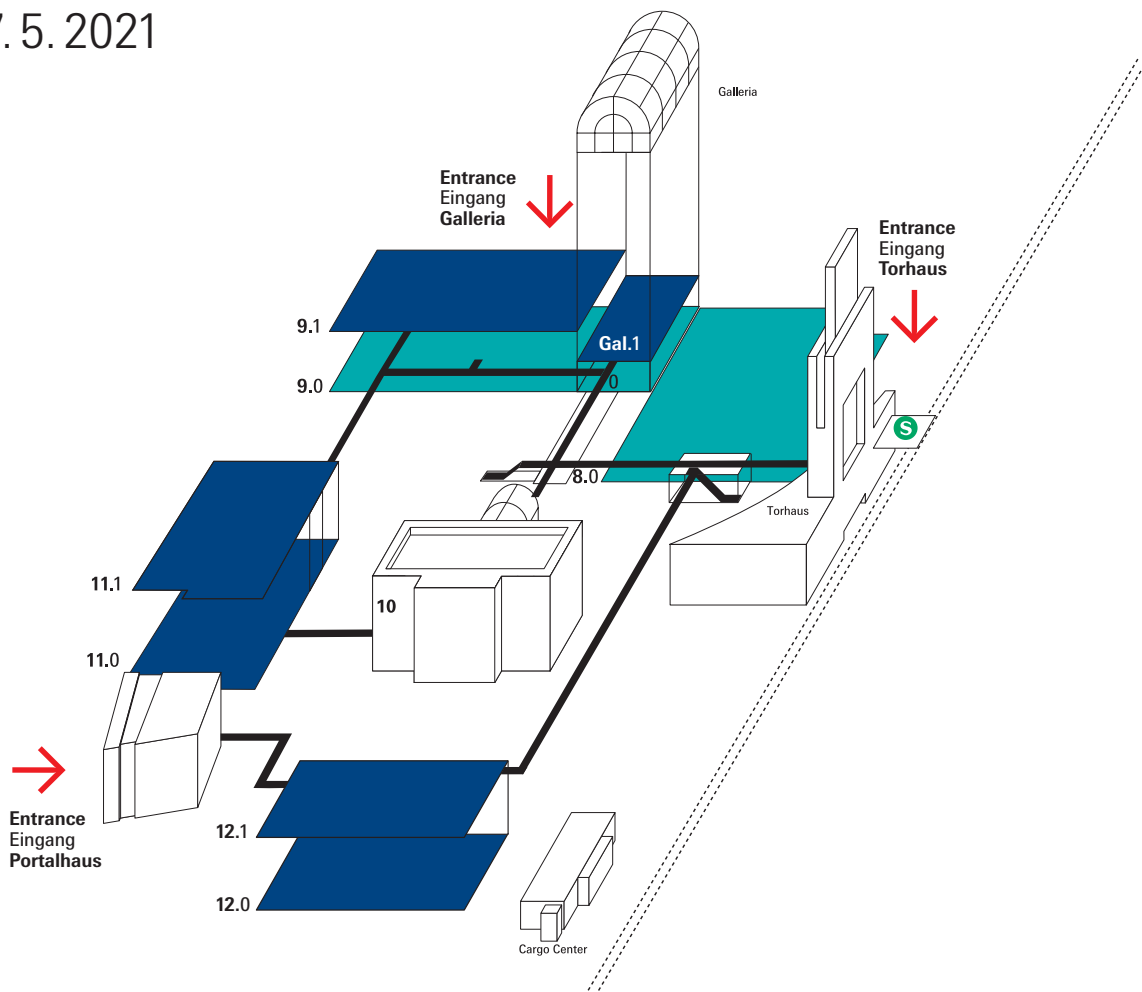 . 5. 2021
Galleria
Entrance
Eingang
Galleria
Entrance
Eingang
Torhaus
9.1
Gal.1
9.0
0
S
8.0
Torhaus
11.1
10
11.0
Entrance
Eingang
Portalhaus
12.1
12.0
Cargo Center